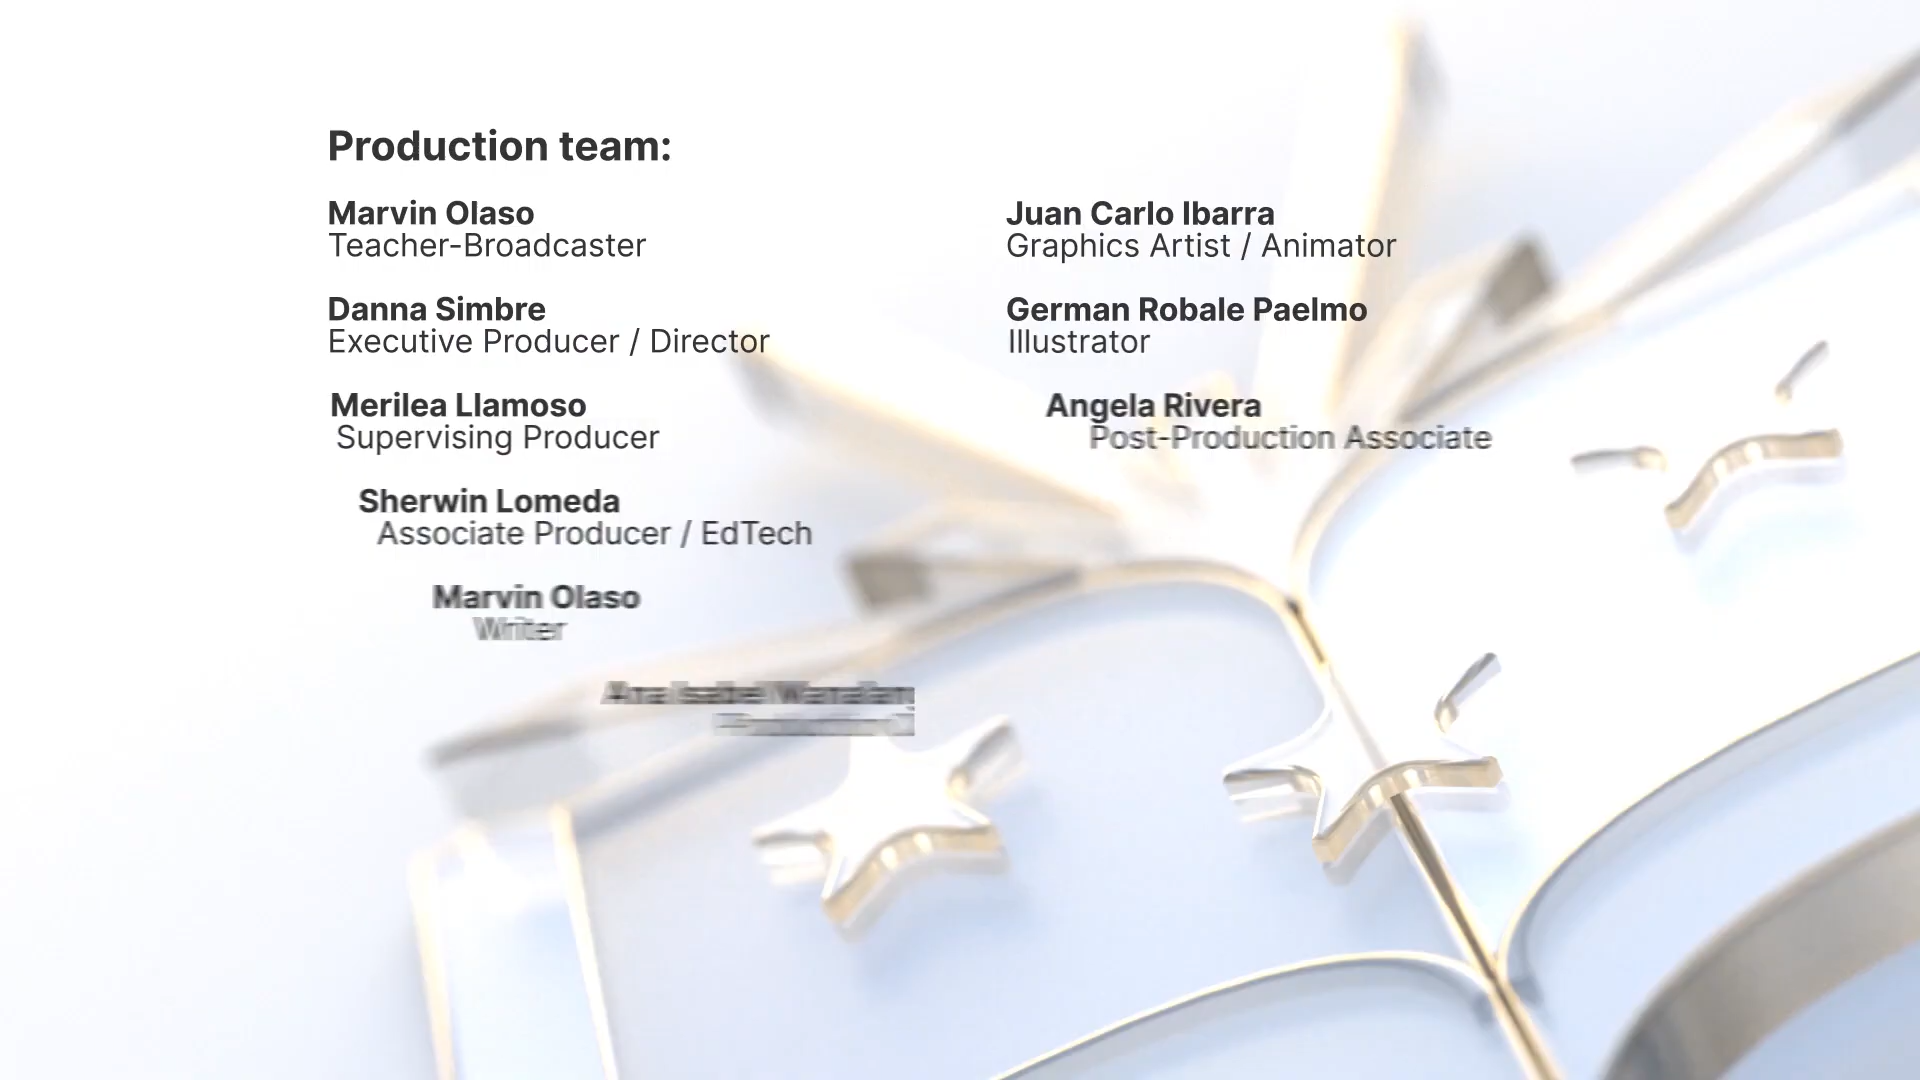 Production team:
Marvin Olaso
Teacher-Broadcaster
Danna Simbre
Executive Producer / Director
Merilea Llamoso
Supervising Producer
Sherwin Lomeda
Associate Producer / EdTech
Marvin Olaso
Writer
Ana Isabel
Juan Carlo Ibarra
Graphics Artist / Animator
German Robale Paelmo
Illustrator
Angela Rivera
Post-Production Associate